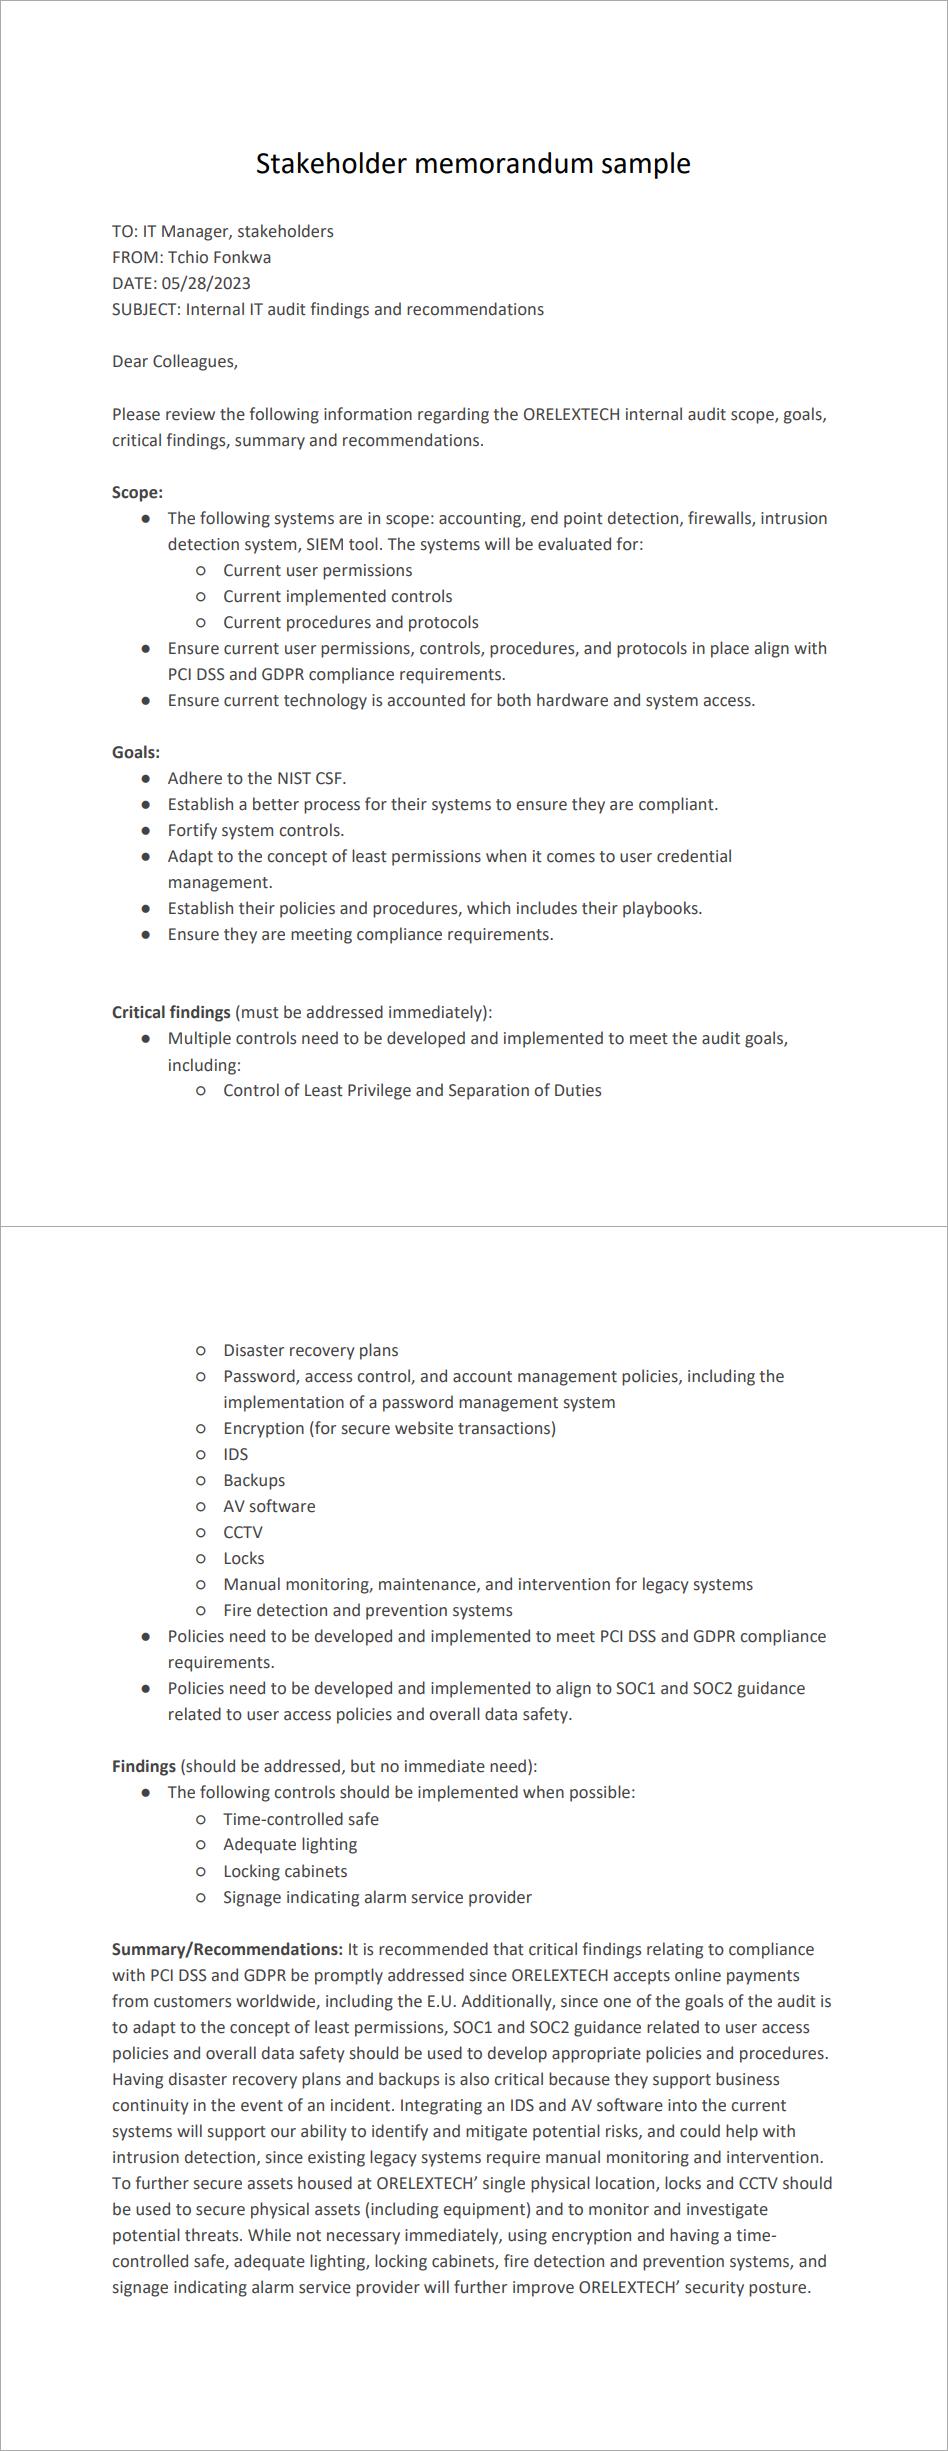 Stakeholder memorandum sample
TO: IT Manager, stakeholders
FROM: Tchio Fonkwa
DATE: 05/28/2023
SUBJECT: Internal IT audit findings and recommendations
Dear Colleagues,
Please review the following information regarding the ORELEXTECH internal audit scope, goals,
critical findings, summary and recommendations.
Scope:
● The following systems are in scope: accounting, end point detection, firewalls, intrusion
detection system, SIEM tool. The systems will be evaluated for:
○ Current user permissions
○ Current implemented controls
○ Current procedures and protocols
● Ensure current user permissions, controls, procedures, and protocols in place align with
PCI DSS and GDPR compliance requirements.
● Ensure current technology is accounted for both hardware and system access.
Goals:
● Adhere to the NIST CSF.
● Establish a better process for their systems to ensure they are compliant.
● Fortify system controls.
● Adapt to the concept of least permissions when it comes to user credential
management.
● Establish their policies and procedures, which includes their playbooks.
● Ensure they are meeting compliance requirements.
Critical findings (must be addressed immediately):
● Multiple controls need to be developed and implemented to meet the audit goals,
including:
○ Control of Least Privilege and Separation of Duties
○ Disaster recovery plans
○ Password, access control, and account management policies, including the
implementation of a password management system
○ Encryption (for secure website transactions)
○ IDS
○ Backups
○ AV software
○ CCTV
○ Locks
○ Manual monitoring, maintenance, and intervention for legacy systems
○ Fire detection and prevention systems
● Policies need to be developed and implemented to meet PCI DSS and GDPR compliance
requirements.
● Policies need to be developed and implemented to align to SOC1 and SOC2 guidance
related to user access policies and overall data safety.
Findings (should be addressed, but no immediate need):
● The following controls should be implemented when possible:
○ Time-controlled safe
○ Adequate lighting
○ Locking cabinets
○ Signage indicating alarm service provider
Summary/Recommendations: It is recommended that critical findings relating to compliance
with PCI DSS and GDPR be promptly addressed since ORELEXTECH accepts online payments
from customers worldwide, including the E.U. Additionally, since one of the goals of the audit is
to adapt to the concept of least permissions, SOC1 and SOC2 guidance related to user access
policies and overall data safety should be used to develop appropriate policies and procedures.
Having disaster recovery plans and backups is also critical because they support business
continuity in the event of an incident. Integrating an IDS and AV software into the current
systems will support our ability to identify and mitigate potential risks, and could help with
intrusion detection, since existing legacy systems require manual monitoring and intervention.
To further secure assets housed at ORELEXTECH’ single physical location, locks and CCTV should
be used to secure physical assets (including equipment) and to monitor and investigate
potential threats. While not necessary immediately, using encryption and having a time-
controlled safe, adequate lighting, locking cabinets, fire detection and prevention systems, and
signage indicating alarm service provider will further improve ORELEXTECH’ security posture.